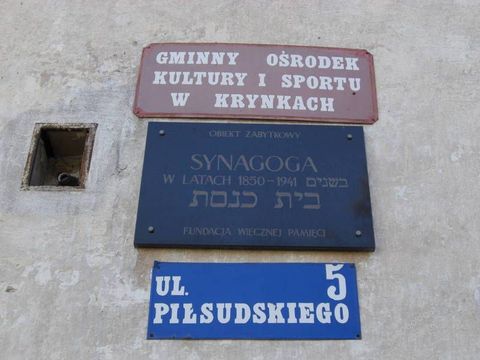 GMINNY OŚRODEK
KULTURY I SPORTU
W KRYNKACH
OBIEKT ZABYTKOWY
SYNAGOGA
W LATACH 1850-1941 בשנים
בית כנסת
FUNDACJA WIECZNEJ PAMIĘCI
5
UL.
PIŁSUDSKIEGO